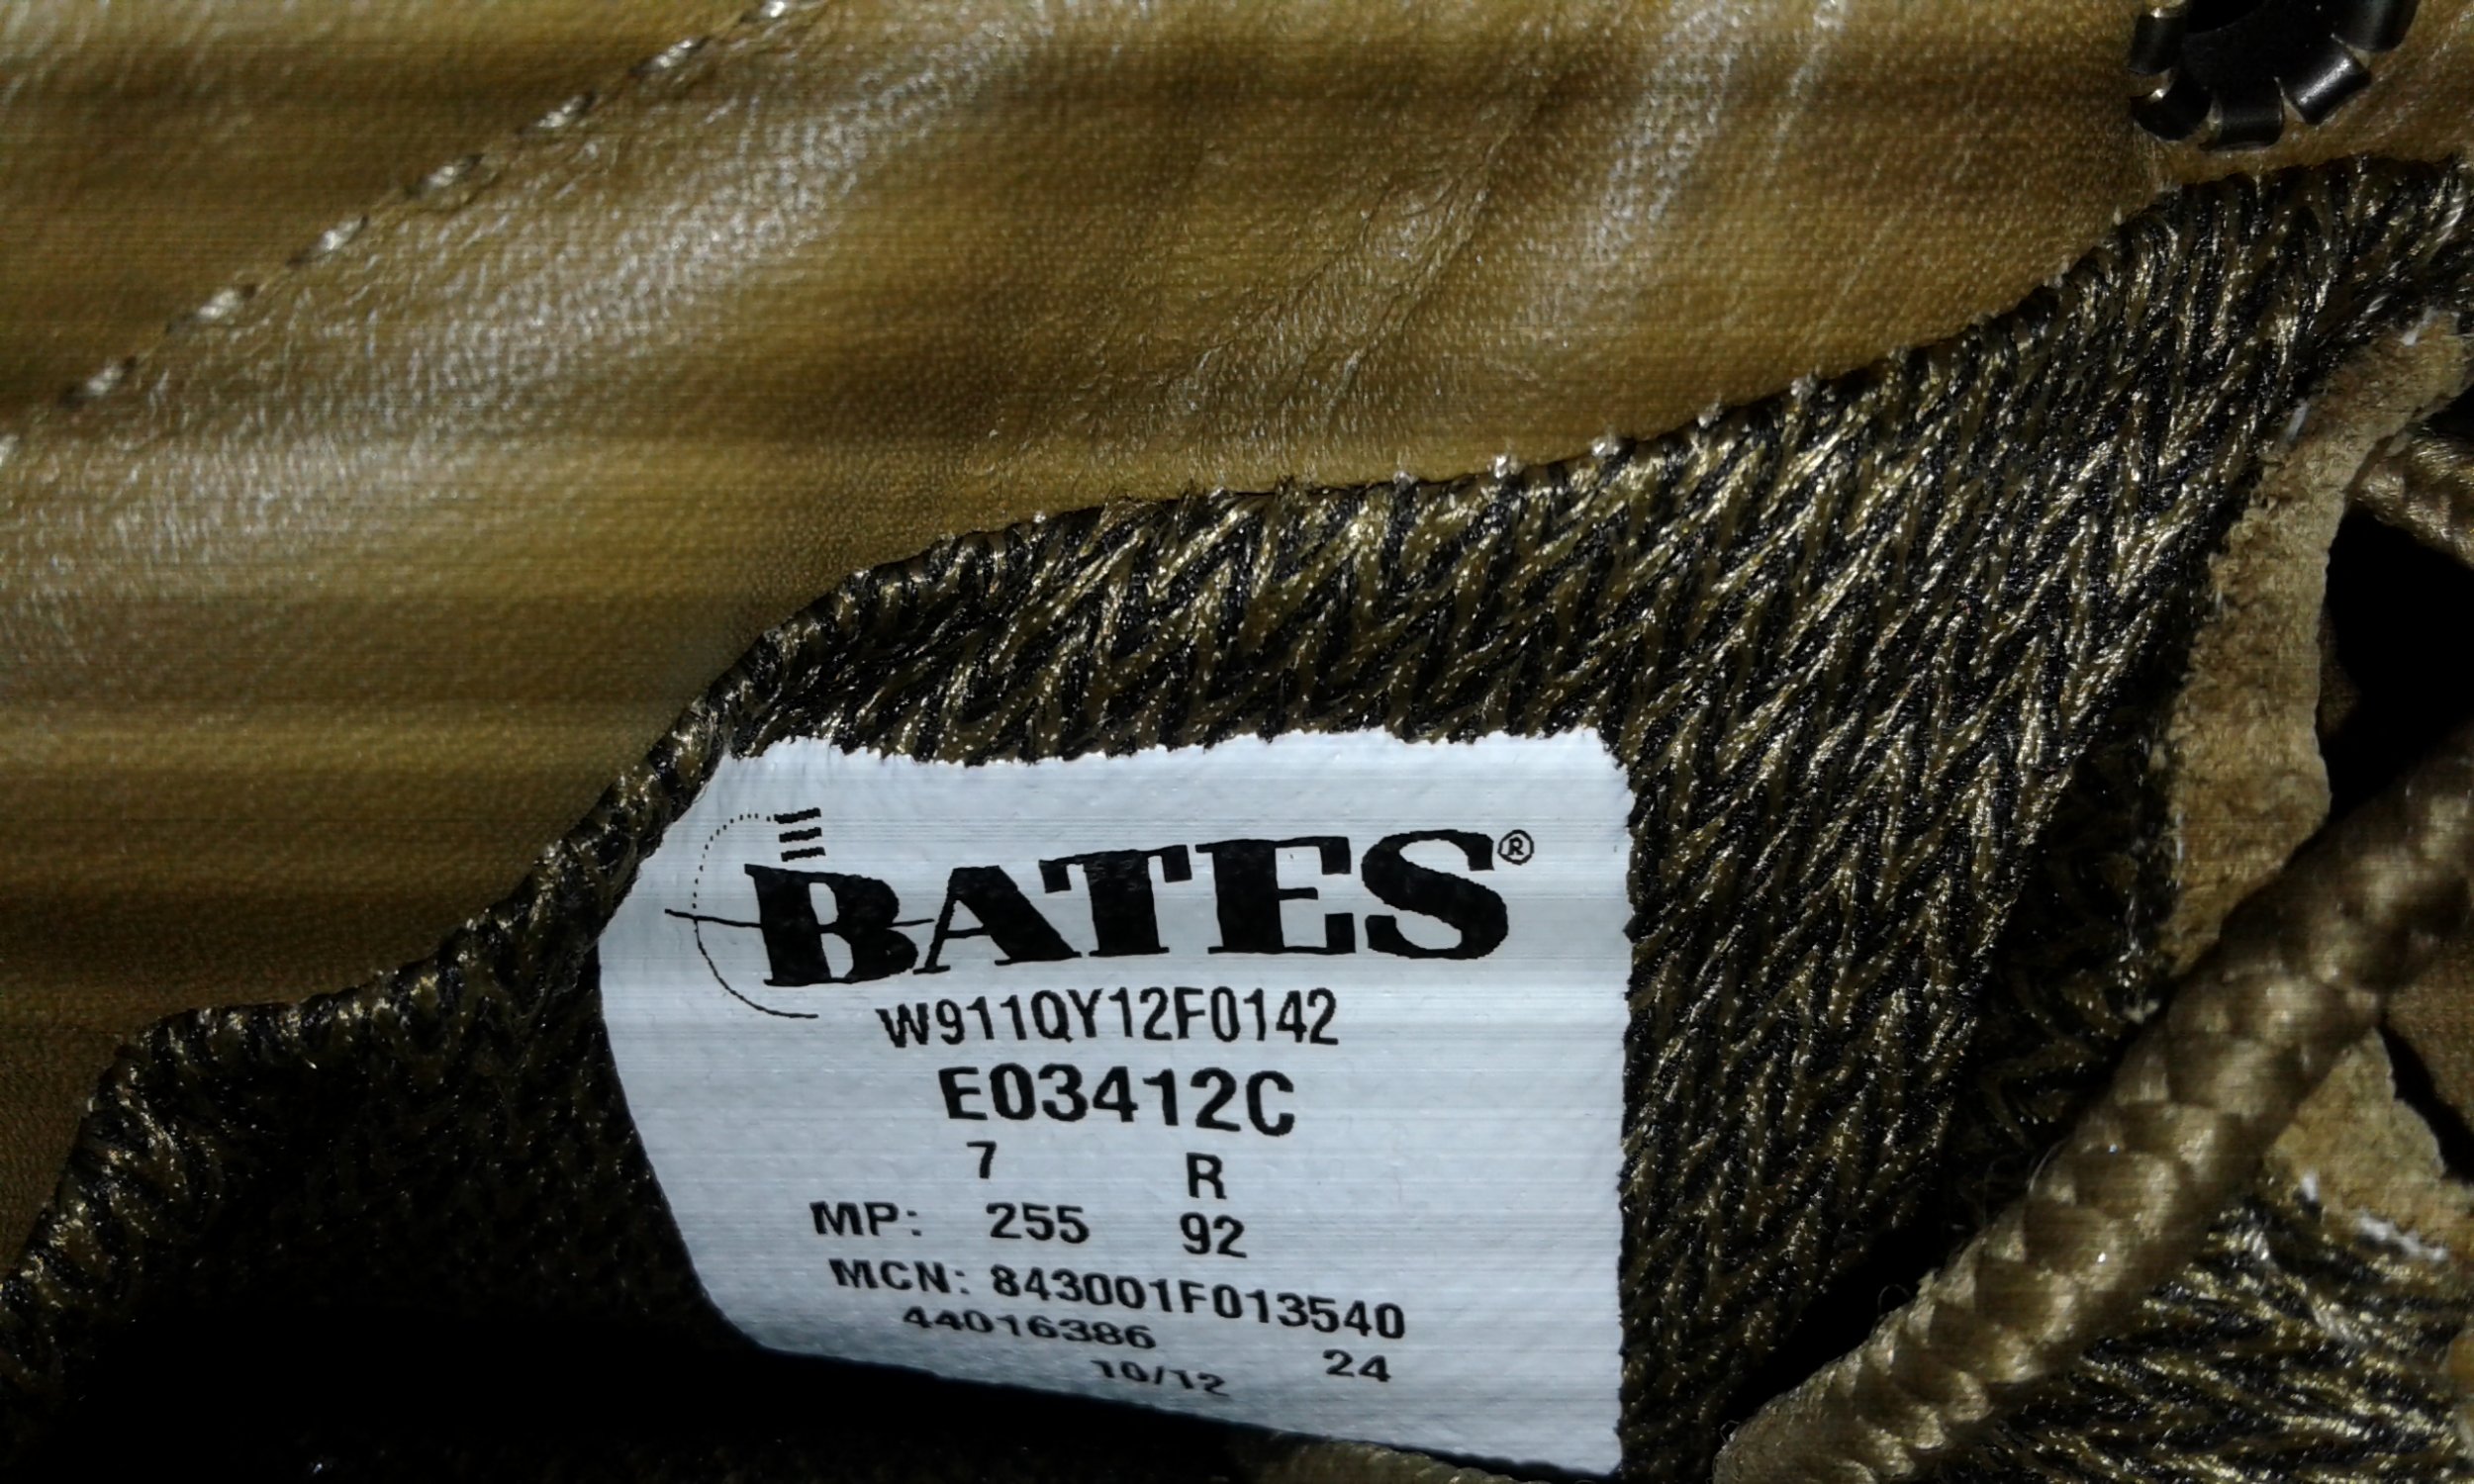 BATES®
W911QY12F0142
E03412C
7 R
MP: 255 92
MCN: 843001F013540
44016386 24
10/12